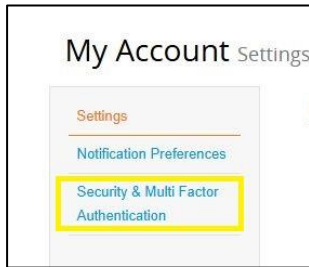 My Account Settings
Settings
Notification Preferences
Security & Multi Factor
Authentication